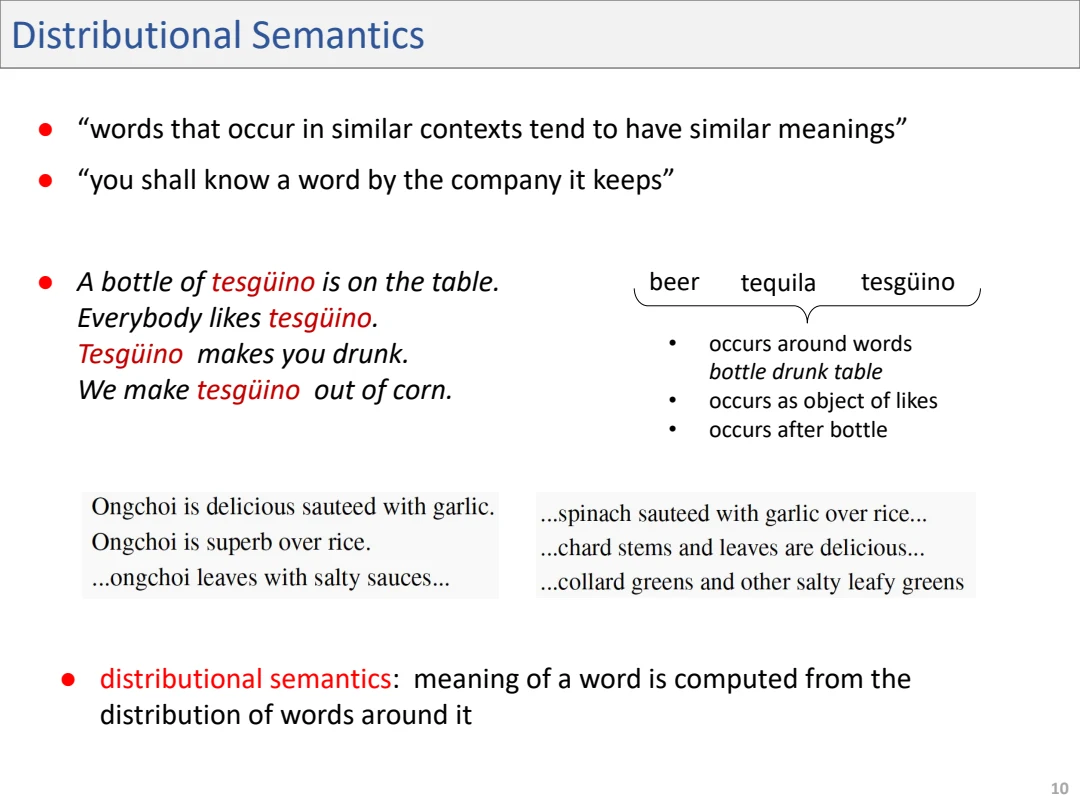 Distributional Semantics
● “words that occur in similar contexts tend to have similar meanings”
● “you shall know a word by the company it keeps”
● A bottle of tesgüino is on the table.
Everybody likes tesgüino.
Tesgüino makes you drunk.
We make tesgüino out of corn.
beer tequila tesgüino
• occurs around words
bottle drunk table
• occurs as object of likes
• occurs after bottle
Ongchoi is delicious sauteed with garlic.
Ongchoi is superb over rice.
...ongchoi leaves with salty sauces...
...spinach sauteed with garlic over rice...
...chard stems and leaves are delicious...
...collard greens and other salty leafy greens
● distributional semantics: meaning of a word is computed from the
distribution of words around it
10